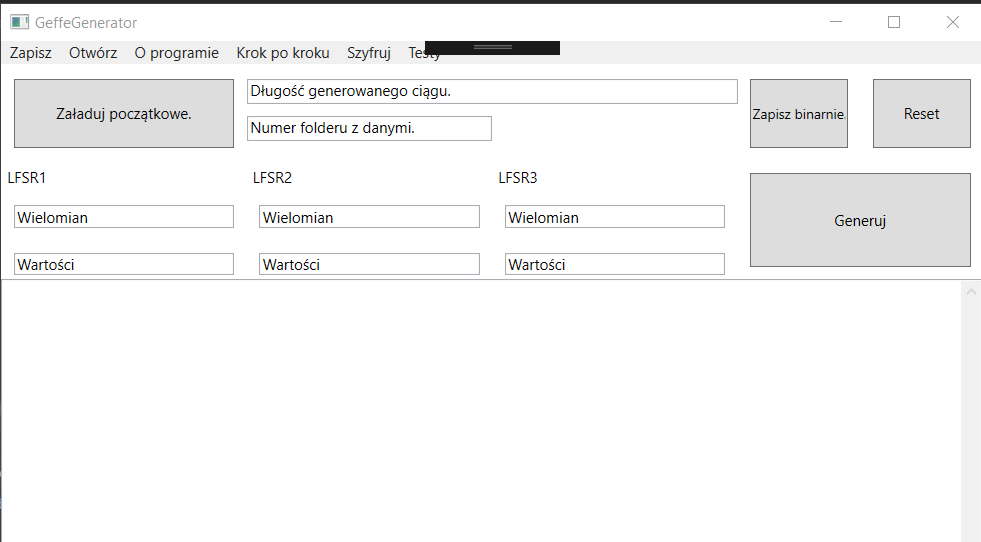 GeffeGenerator
Zapisz Otwórz O programie Krok po kroku Szyfruj Testy
Załaduj początkowe.
Długość generowanego ciągu.
Numer folderu z danymi.
Zapisz binarnie.
Reset
LFSR1 LFSR2 LFSR3
Wielomian Wielomian Wielomian
Generuj
Wartości Wartości Wartości